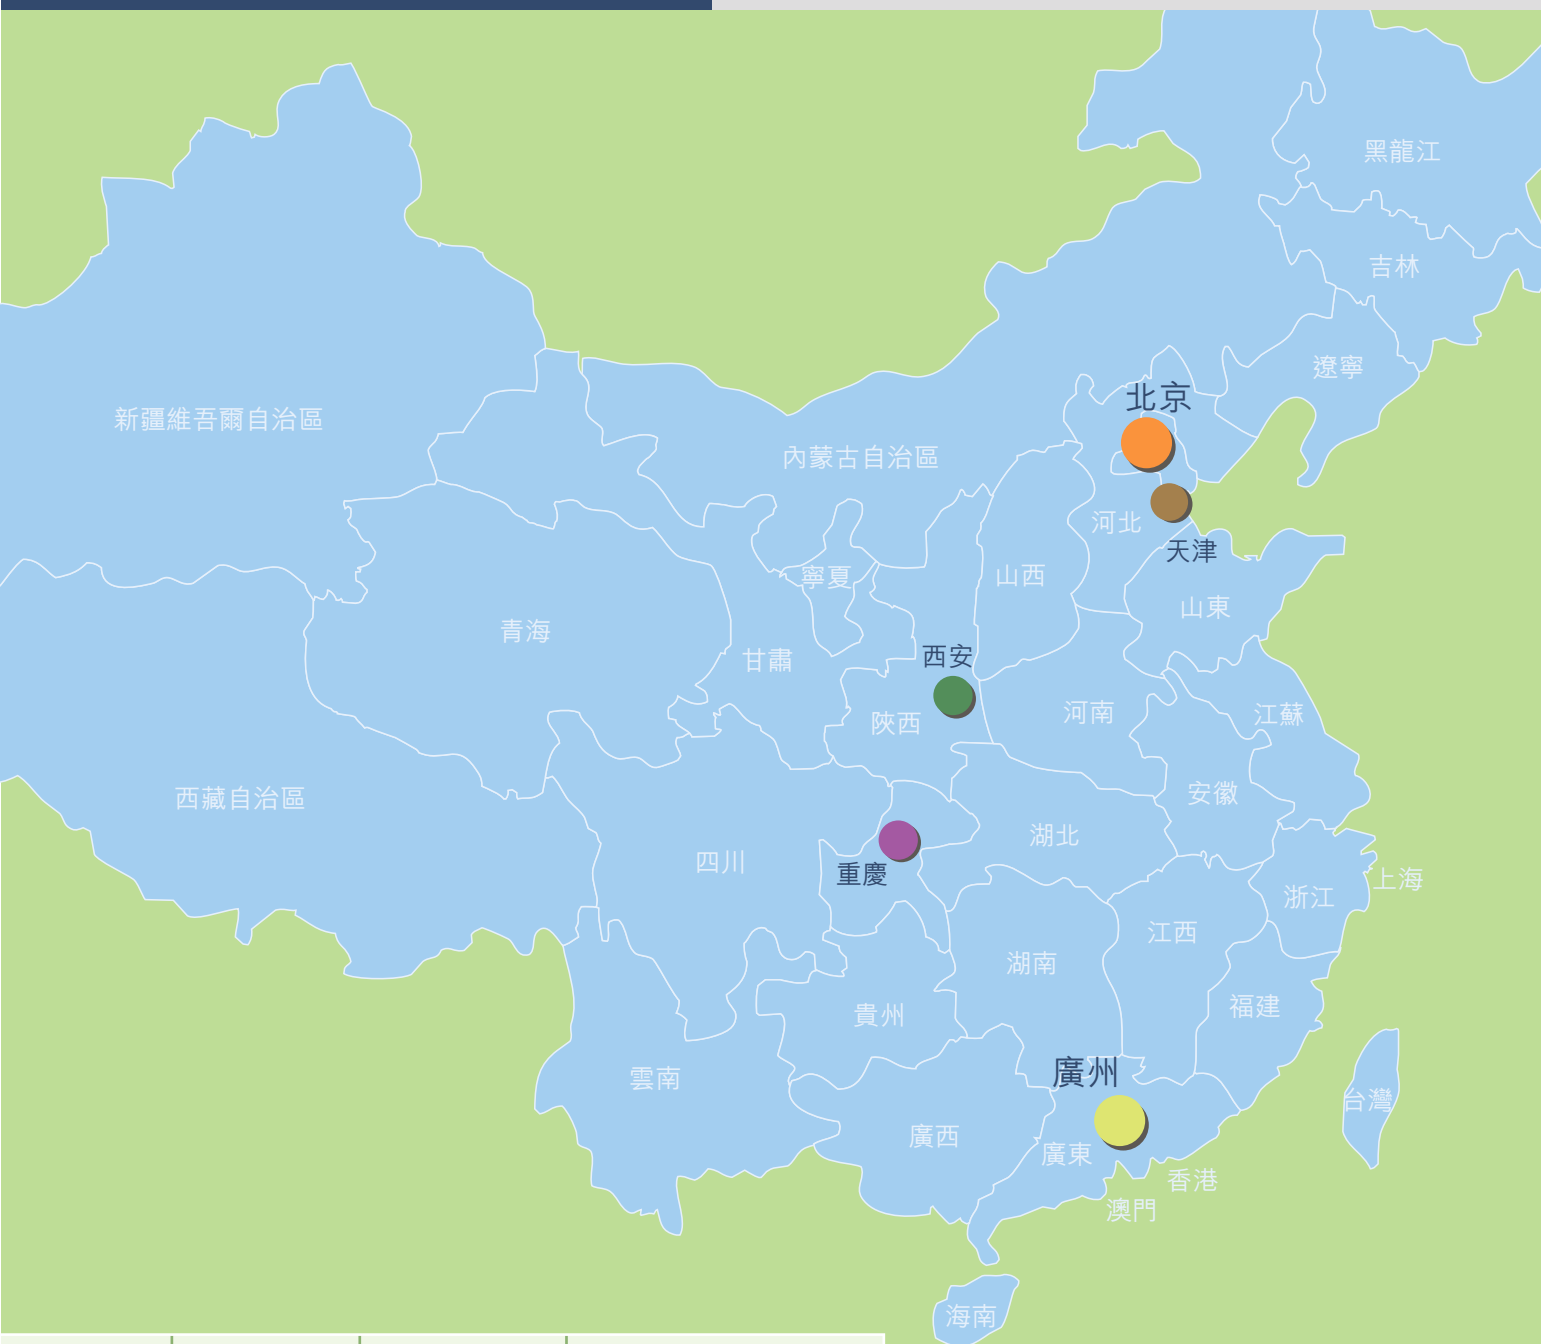 黑龍江
吉林
遼寧
北京
新疆維吾爾自治區
內蒙古自治區
河北
天津
寧夏
山西
山東
青海
甘肅
西安
陝西
河南
江蘇
西藏自治區
安徽
湖北
四川
重慶
上海
浙江
江西
湖南
福建
貴州
廣州
雲南
台灣
廣西
廣東
香港
澳門
海南